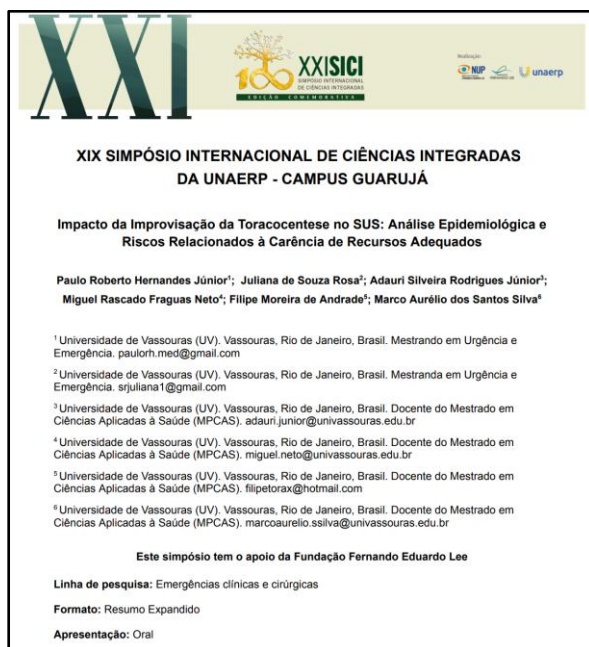 XXI
100
XXISICI
SIMPÓSIO INTERNACIONAL
DE CIÊNCIAS INTEGRADAS
EDIÇÃO COMEMORATIVA
Realização
NUP
unaerp
XIX SIMPÓSIO INTERNACIONAL DE CIÊNCIAS INTEGRADAS
DA UNAERP - CAMPUS GUARUJÁ
Impacto da Improvisação da Toracocentese no SUS: Análise Epidemiológica e
Riscos Relacionados à Carência de Recursos Adequados
Paulo Roberto Hernandes Júnior¹; Juliana de Souza Rosa²; Adauri Silveira Rodrigues Júnior³;
Miguel Rascado Fraguas Neto⁴; Filipe Moreira de Andrade⁵; Marco Aurélio dos Santos Silva⁶
¹ Universidade de Vassouras (UV). Vassouras, Rio de Janeiro, Brasil. Mestrando em Urgência e
Emergência. paulorh.med@gmail.com
² Universidade de Vassouras (UV). Vassouras, Rio de Janeiro, Brasil. Mestranda em Urgência e
Emergência. srjuliana1@gmail.com
³ Universidade de Vassouras (UV). Vassouras, Rio de Janeiro, Brasil. Docente do Mestrado em
Ciências Aplicadas à Saúde (MPCAS). adauri.junior@univassouras.edu.br
⁴ Universidade de Vassouras (UV). Vassouras, Rio de Janeiro, Brasil. Docente do Mestrado em
Ciências Aplicadas à Saúde (MPCAS). miguel.neto@univassouras.edu.br
⁵ Universidade de Vassouras (UV). Vassouras, Rio de Janeiro, Brasil. Docente do Mestrado em
Ciências Aplicadas à Saúde (MPCAS). filipetorax@hotmail.com
⁶ Universidade de Vassouras (UV). Vassouras, Rio de Janeiro, Brasil. Docente do Mestrado em
Ciências Aplicadas à Saúde (MPCAS). marcoaurelio.ssilva@univassouras.edu.br
Este simpósio tem o apoio da Fundação Fernando Eduardo Lee
Linha de pesquisa: Emergências clínicas e cirúrgicas
Formato: Resumo Expandido
Apresentação: Oral